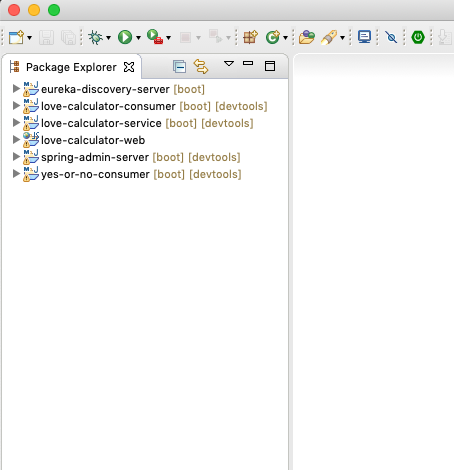 Package Explorer
eureka-discovery-server [boot]
love-calculator-consumer [boot] [devtools]
love-calculator-service [boot] [devtools]
love-calculator-web
spring-admin-server [boot] [devtools]
yes-or-no-consumer [boot] [devtools]